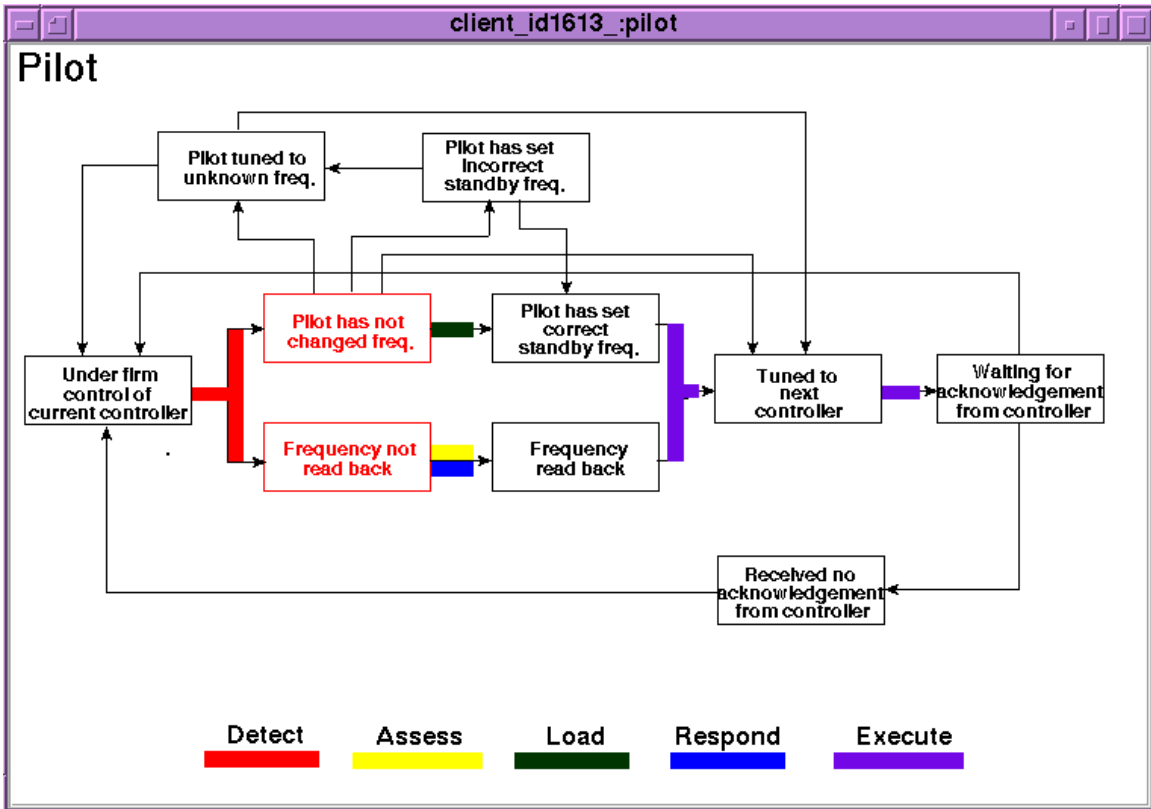 client_id1613_:pilot
Pilot
Pilot tuned to
unknown freq.
Pilot has set
incorrect
standby freq.
Pilot has not
changed freq.
Pilot has set
correct
standby freq.
Under firm
control of
current controller
Tuned to
next
controller
Waiting for
acknowledgement
from controller
Frequency not
read back
Frequency
read back
Received no
acknowledgement
from controller
Detect
Assess
Load
Respond
Execute